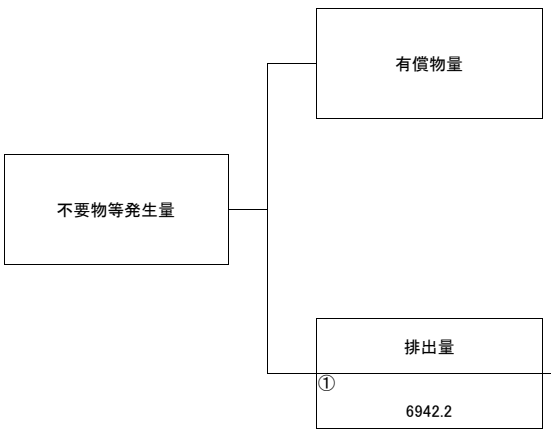 有償物量
不要物等発生量
排出量
①
6942.2